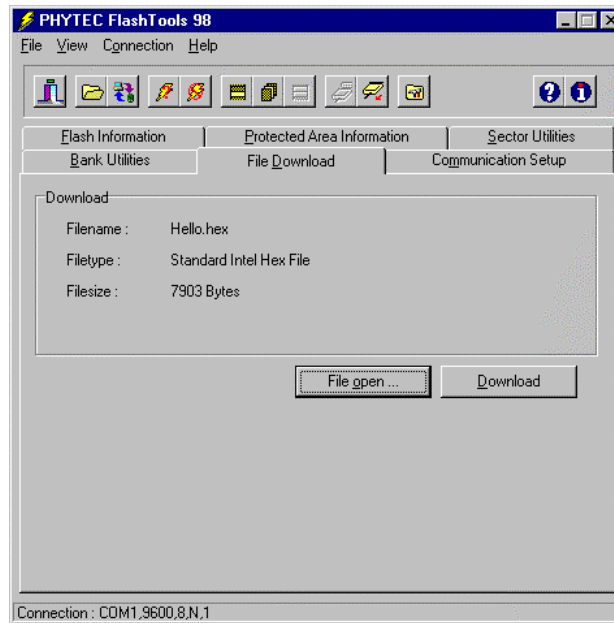 PHYTEC FlashTools 98
File View Connection Help
Flash Information Protected Area Information Sector Utilities
Bank Utilities File Download Communication Setup
Download
Filename : Hello.hex
Filetype : Standard Intel Hex File
Filesize : 7903 Bytes
File open ... Download
Connection : COM1,9600,8,N,1